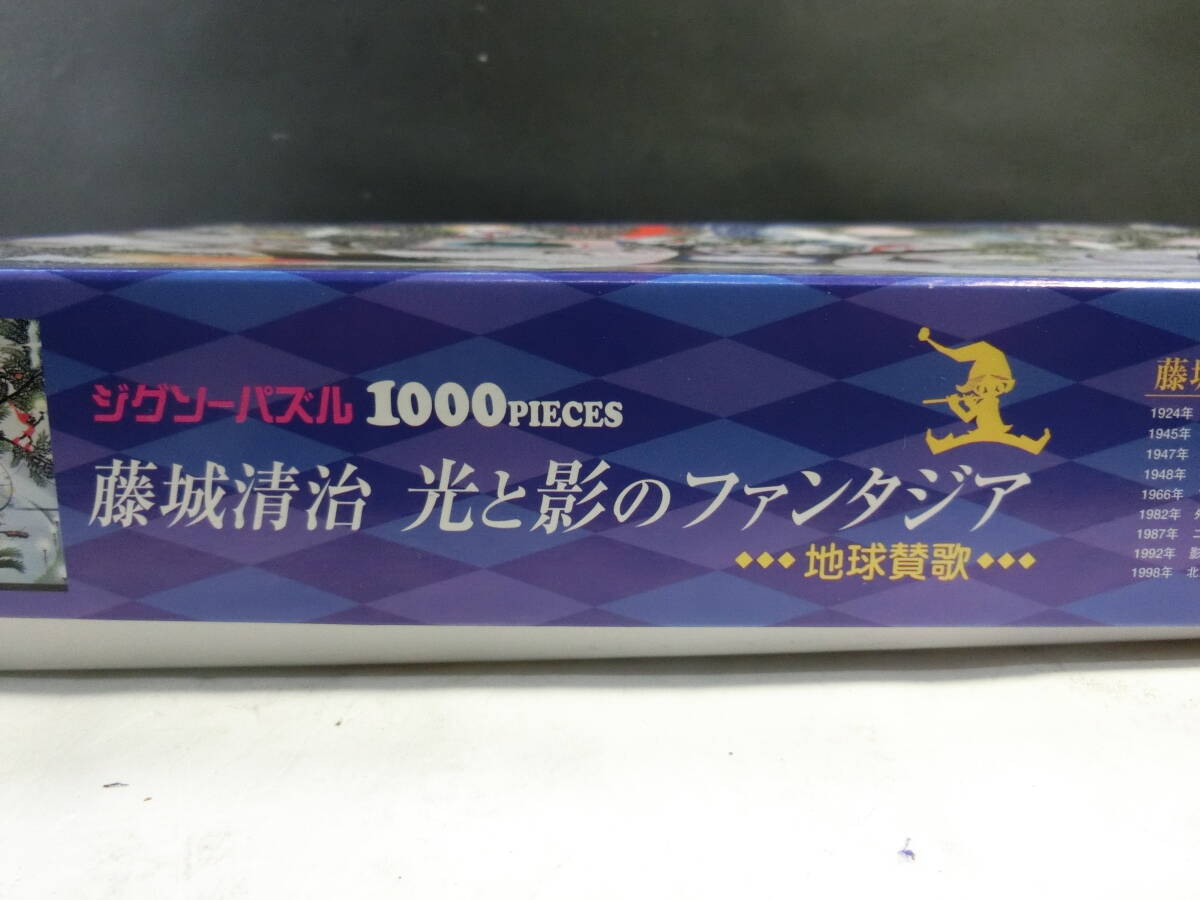 ジグソーパズル 1000PIECES
藤城清治 光と影のファンタジア
◆◆◆地球賛歌◆◆◆
藤
1924年
1945年
1947年
1948年
1966年
1982年
1987年
1992年 影
1998年 北